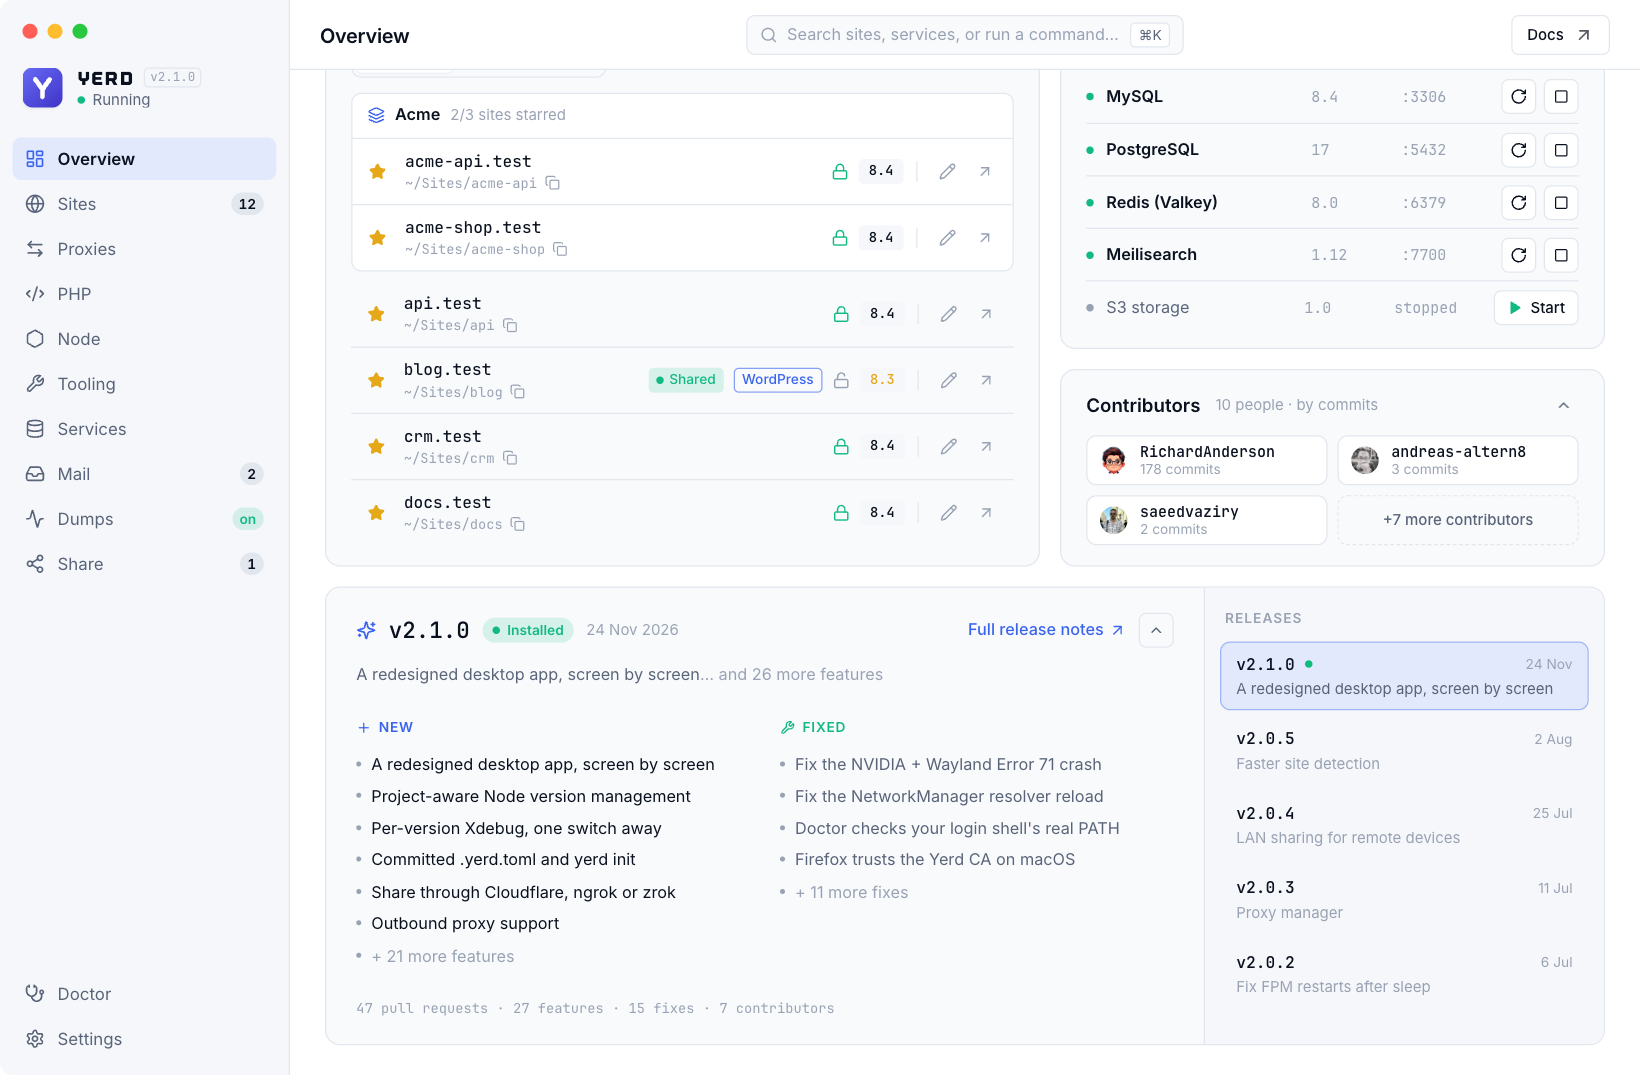 YERD v2.1.0
Running
Overview
Sites 12
Proxies
PHP
Node
Tooling
Services
Mail 2
Dumps on
Share 1
Doctor
Settings
Overview
Search sites, services, or run a command... ⌘K
Docs
Acme 2/3 sites starred
acme-api.test
~/Sites/acme-api
8.4
acme-shop.test
~/Sites/acme-shop
8.4
api.test
~/Sites/api
8.4
blog.test
~/Sites/blog
Shared WordPress 8.3
crm.test
~/Sites/crm
8.4
docs.test
~/Sites/docs
8.4
MySQL 8.4 :3306
PostgreSQL 17 :5432
Redis (Valkey) 8.0 :6379
Meilisearch 1.12 :7700
S3 storage 1.0 stopped Start
Contributors 10 people · by commits
RichardAnderson
178 commits
andreas-altern8
3 commits
saeedvaziry
2 commits
+7 more contributors
v2.1.0 Installed 24 Nov 2026
Full release notes
A redesigned desktop app, screen by screen... and 26 more features
NEW
A redesigned desktop app, screen by screen
Project-aware Node version management
Per-version Xdebug, one switch away
Committed .yerd.toml and yerd init
Share through Cloudflare, ngrok or zrok
Outbound proxy support
+ 21 more features
FIXED
Fix the NVIDIA + Wayland Error 71 crash
Fix the NetworkManager resolver reload
Doctor checks your login shell's real PATH
Firefox trusts the Yerd CA on macOS
+ 11 more fixes
47 pull requests · 27 features · 15 fixes · 7 contributors
RELEASES
v2.1.0 24 Nov
A redesigned desktop app, screen by screen
v2.0.5 2 Aug
Faster site detection
v2.0.4 25 Jul
LAN sharing for remote devices
v2.0.3 11 Jul
Proxy manager
v2.0.2 6 Jul
Fix FPM restarts after sleep